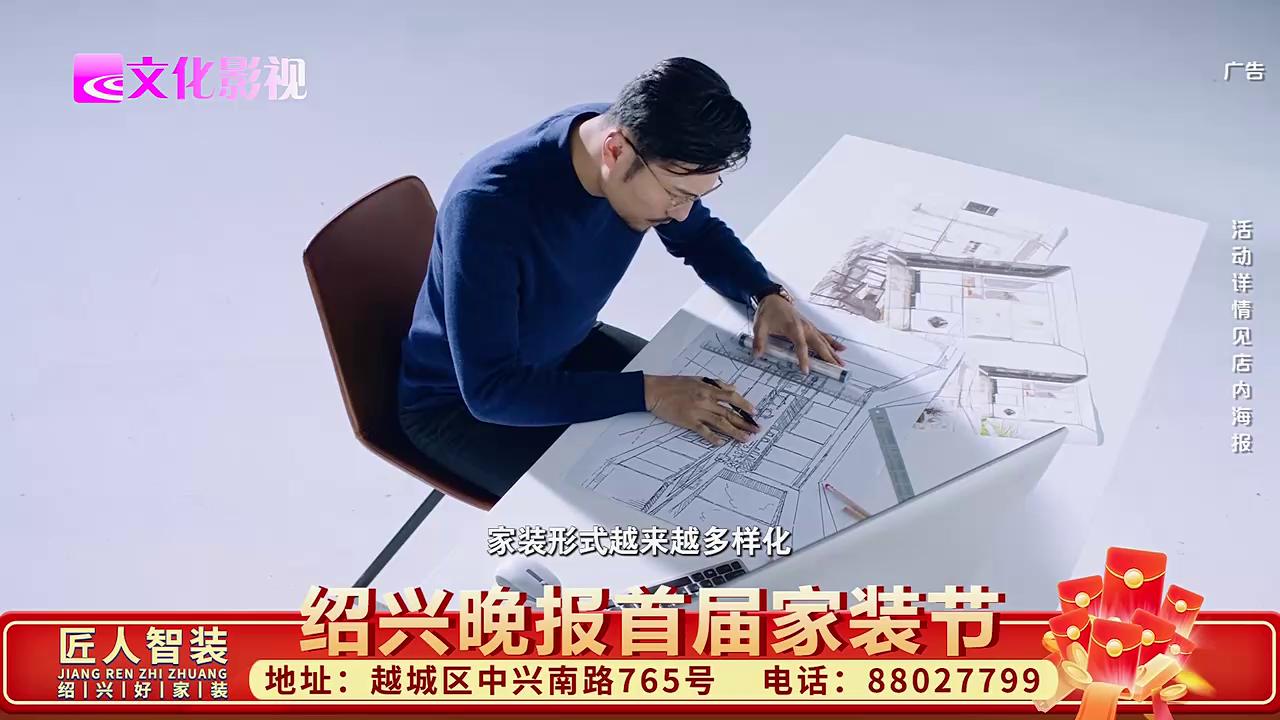 文化影视
广告
活动详情见店内海报
家装形式越来越多样化
绍兴晚报首届家装节
匠人智装
JIANG REN ZHI ZHUANG
绍兴好家装
地址：越城区中兴南路765号 电话：88027799